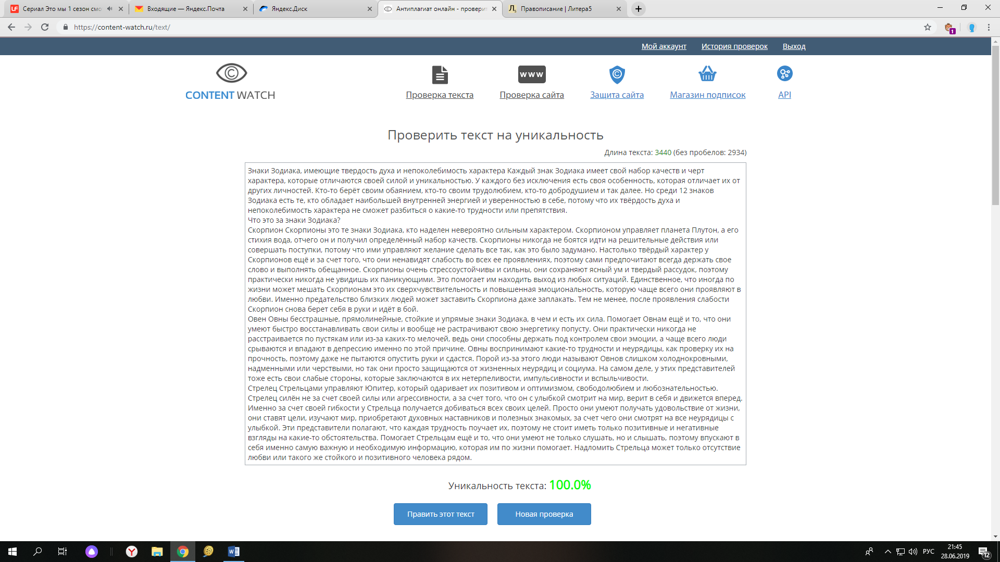 Сериал Это мы 1 сезон смо
Входящие — Яндекс.Почта
Яндекс.Диск
Антиплагиат онлайн - проверит
Правописание | Литера5
https://content-watch.ru/text/
1
Мой аккаунт История проверок Выход
www
CONTENT WATCH
Проверка текста Проверка сайта Защита сайта Магазин подписок API
Проверить текст на уникальность
Длина текста: 3440 (без пробелов: 2934)
Знаки Зодиака, имеющие твердость духа и непоколебимость характера Каждый знак Зодиака имеет свой набор качеств и черт
характера, которые отличаются своей силой и уникальностью. У каждого без исключения есть своя особенность, которая отличает их от
других личностей. Кто-то берёт своим обаянием, кто-то своим трудолюбием, кто-то добродушием и так далее. Но среди 12 знаков
Зодиака есть те, кто обладает наибольшей внутренней энергией и уверенностью в себе, потому что их твёрдость духа и
непоколебимость характера не сможет разбиться о какие-то трудности или препятствия.
Что это за знаки Зодиака?
Скорпион Скорпионы это те знаки Зодиака, кто наделен невероятно сильным характером. Скорпионом управляет планета Плутон, а его
стихия вода, отчего он и получил определённый набор качеств. Скорпионы никогда не боятся идти на решительные действия или
совершать поступки, потому что ими управляют желание сделать все так, как это было задумано. Настолько твёрдый характер у
Скорпионов ещё и за счет того, что они ненавидят слабость во всех ее проявлениях, поэтому сами предпочитают всегда держать свое
слово и выполнять обещанное. Скорпионы очень стрессоустойчивы и сильны, они сохраняют ясный ум и твердый рассудок, поэтому
практически никогда не увидишь их паникующими. Это помогает им находить выход из любых ситуаций. Единственное, что иногда по
жизни может мешать Скорпионам это их сверхчувствительность и повышенная эмоциональность, которую чаще всего они проявляют в
любви. Именно предательство близких людей может заставить Скорпиона даже заплакать. Тем не менее, после проявления слабости
Скорпион снова берет себя в руки и идёт в бой.
Овен Овны бесстрашные, прямолинейные, стойкие и упрямые знаки Зодиака, в чем и есть их сила. Помогает Овнам ещё и то, что они
умеют быстро восстанавливать свои силы и вообще не растрачивают свою энергетику попусту. Они практически никогда не
расстраивается по пустякам или из-за каких-то мелочей, ведь они способны держать под контролем свои эмоции, а чаще всего люди
срываются и впадают в депрессию именно по этой причине. Овны воспринимают какие-то трудности и неурядицы, как проверку их на
прочность, поэтому даже не пытаются опустить руки и сдастся. Порой из-за этого люди называют Овнов слишком холоднокровными,
надменными или черствыми, но так они просто защищаются от жизненных неурядиц и социума. На самом деле, у этих представителей
тоже есть свои слабые стороны, которые заключаются в их нетерпеливости, импульсивности и вспыльчивости.
Стрелец Стрельцами управляют Юпитер, который одаривает их позитивом и оптимизмом, свободолюбием и любознательностью.
Стрелец силён не за счет своей силы или агрессивности, а за счет того, что он с улыбкой смотрит на мир, верит в себя и движется вперед.
Именно за счет своей гибкости у Стрельца получается добиваться всех своих целей. Просто они умеют получать удовольствие от жизни,
они ставят цели, изучают мир, приобретают духовных наставников и полезных знакомых, за счет чего они смотрят на все неурядицы с
улыбкой. Эти представители полагают, что каждая трудность поучает их, поэтому не стоит иметь только позитивные и негативные
взгляды на какие-то обстоятельства. Помогает Стрельцам ещё и то, что они умеют не только слушать, но и слышать, поэтому впускают в
себя именно самую важную и необходимую информацию, которая им по жизни помогает. Надломить Стрельца может только отсутствие
любви или такого же стойкого и позитивного человека рядом.
Уникальность текста: 100.0%
Править этот текст Новая проверка
РУС
21:45
28.06.2019
12